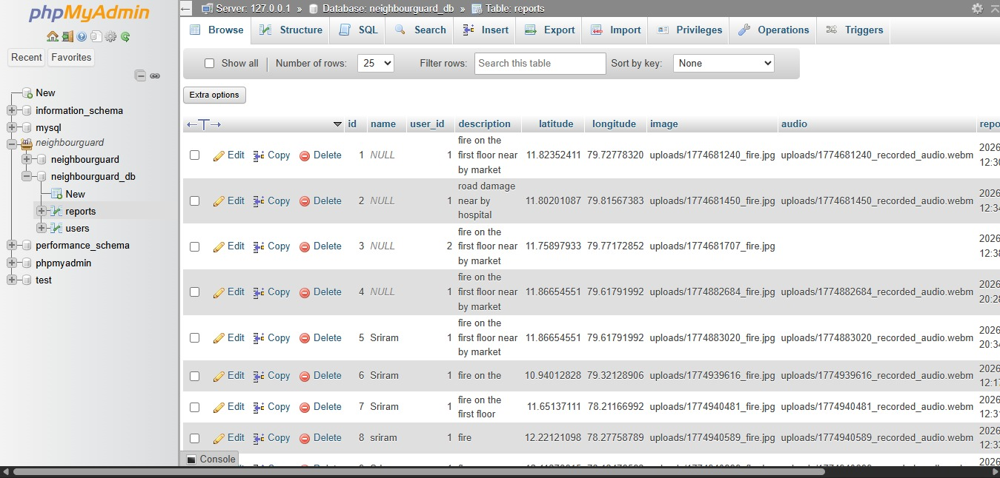 phpMyAdmin
Recent Favorites
New
information_schema
mysql
neighbourguard
neighbourguard
neighbourguard_db
New
reports
users
performance_schema
phpmyadmin
test
Server: 127.0.0.1 » Database: neighbourguard_db » Table: reports
Browse Structure SQL Search Insert Export Import Privileges Operations Triggers
Show all Number of rows: 25 Filter rows: Search this table Sort by key: None
Extra options
id name user_id description latitude longitude image audio repo
fire on the
first floor near
by market
Edit Copy Delete 1 NULL 1 11.82352411 79.72778320 uploads/1774681240_fire.jpg uploads/1774681240_recorded_audio.webm
2026
12:30
road damage
near by
hospital
Edit Copy Delete 2 NULL 1 11.80201087 79.81567383 uploads/1774681450_fire.jpg uploads/1774681450_recorded_audio.webm
2026
12:34
fire on the
first floor near
by market
Edit Copy Delete 3 NULL 2 11.75897933 79.77172852 uploads/1774681707_fire.jpg
2026
12:38
fire on the
first floor near
by market
Edit Copy Delete 4 NULL 1 11.86654551 79.61791992 uploads/1774882684_fire.jpg uploads/1774882684_recorded_audio.webm
2026
20:28
fire on the
first floor near
by market
Edit Copy Delete 5 Sriram 1 11.86654551 79.61791992 uploads/1774883020_fire.jpg uploads/1774883020_recorded_audio.webm
2026
20:34
Edit Copy Delete 6 Sriram 1 fire on the 10.94012828 79.32128906 uploads/1774939616_fire.jpg uploads/1774939616_recorded_audio.webm
2026
12:17
fire on the
first floor
Edit Copy Delete 7 Sriram 1 11.65137111 78.21166992 uploads/1774940481_fire.jpg uploads/1774940481_recorded_audio.webm
2026
12:31
Edit Copy Delete 8 sriram 1 fire 12.22121098 78.27758789 uploads/1774940589_fire.jpg uploads/1774940589_recorded_audio.webm
2026
12:33
2026
Console